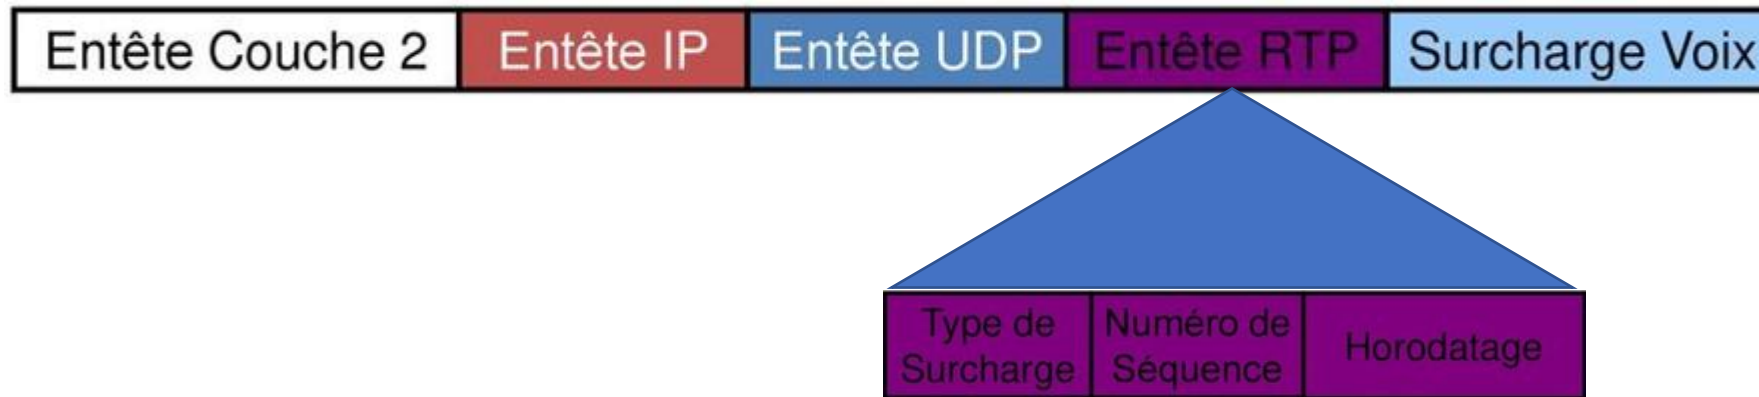 Entête Couche 2 Entête IP Entête UDP Entête RTP Surcharge Voix
Type de Surcharge
Numéro de Séquence
Horodatage